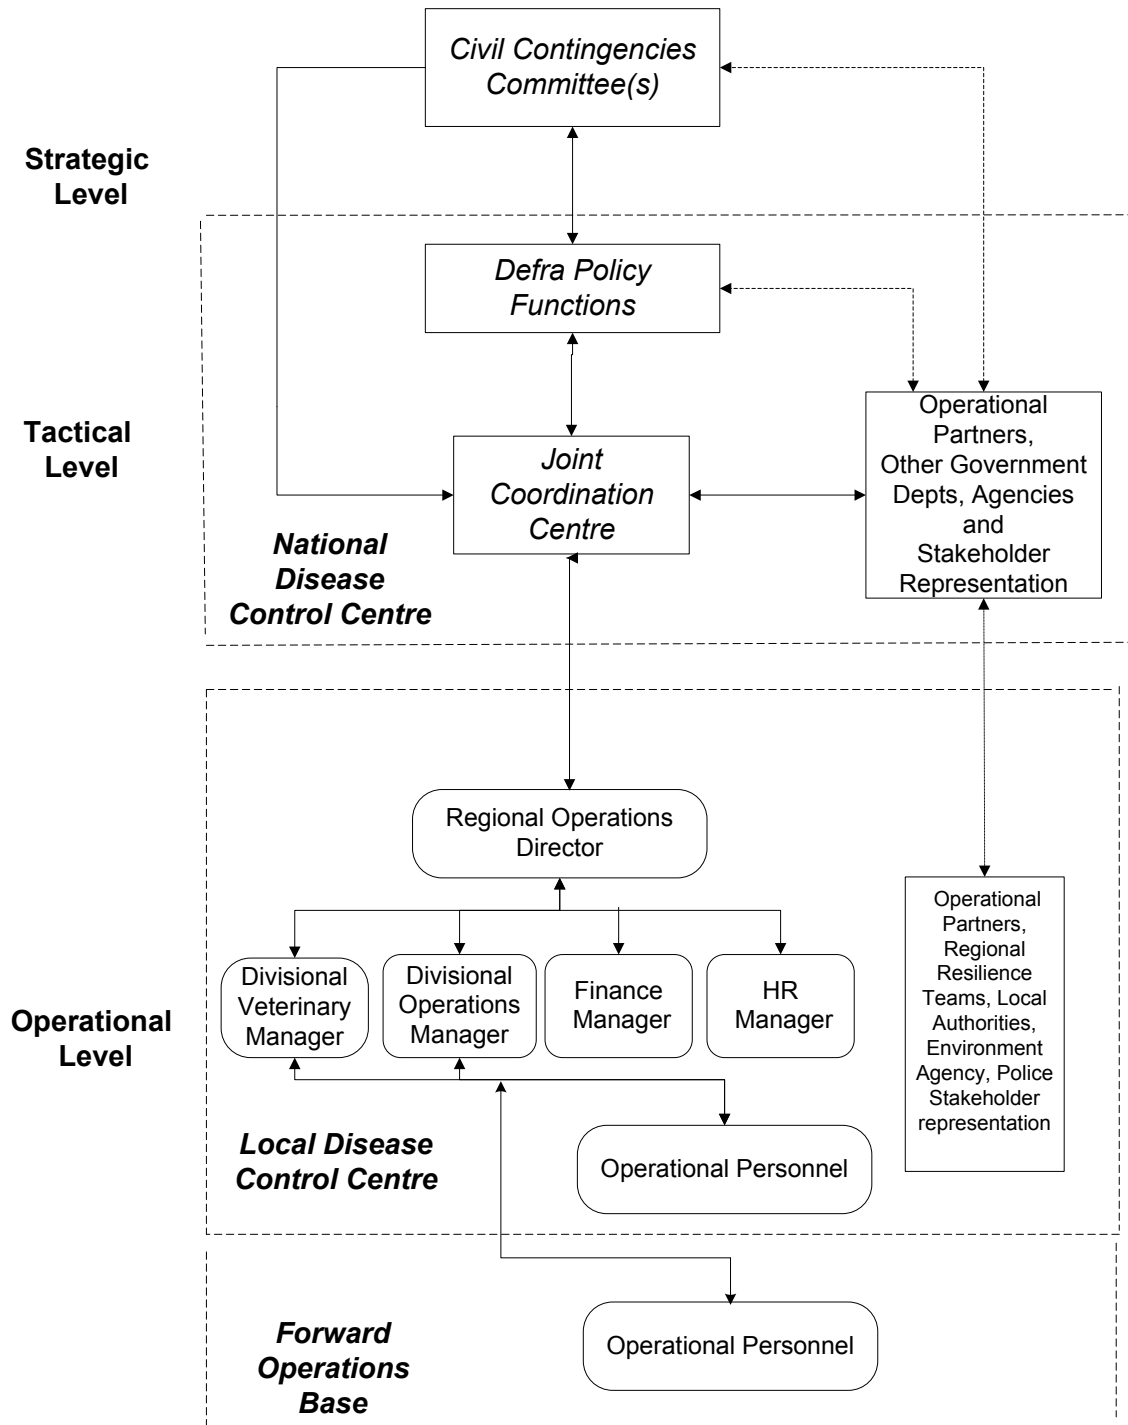 Civil Contingencies
Committee(s)
Strategic
Level
Defra Policy
Functions
Tactical
Level
Joint
Coordination
Centre
Operational
Partners,
Other Government
Depts, Agencies
and
Stakeholder
Representation
National
Disease
Control Centre
Regional Operations
Director
Divisional
Veterinary
Manager
Divisional
Operations
Manager
Finance
Manager
HR
Manager
Operational
Partners,
Regional
Resilience
Teams, Local
Authorities,
Environment
Agency, Police
Stakeholder
representation
Operational
Level
Local Disease
Control Centre
Operational Personnel
Forward
Operations
Base
Operational Personnel